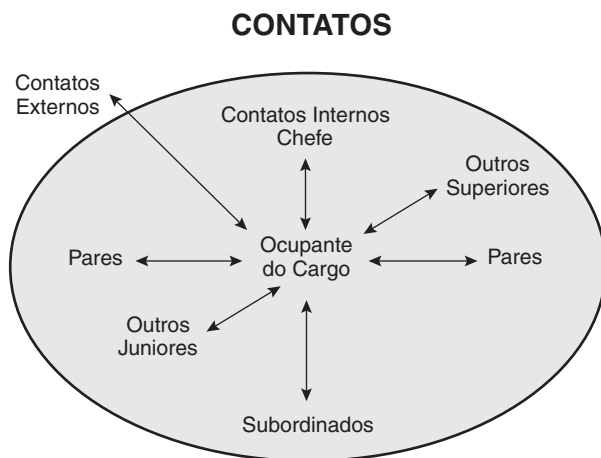 CONTATOS
Contatos
Externos
Contatos Internos
Chefe
Outros
Superiores
Pares
Ocupante
do Cargo
Pares
Outros
Juniores
Subordinados